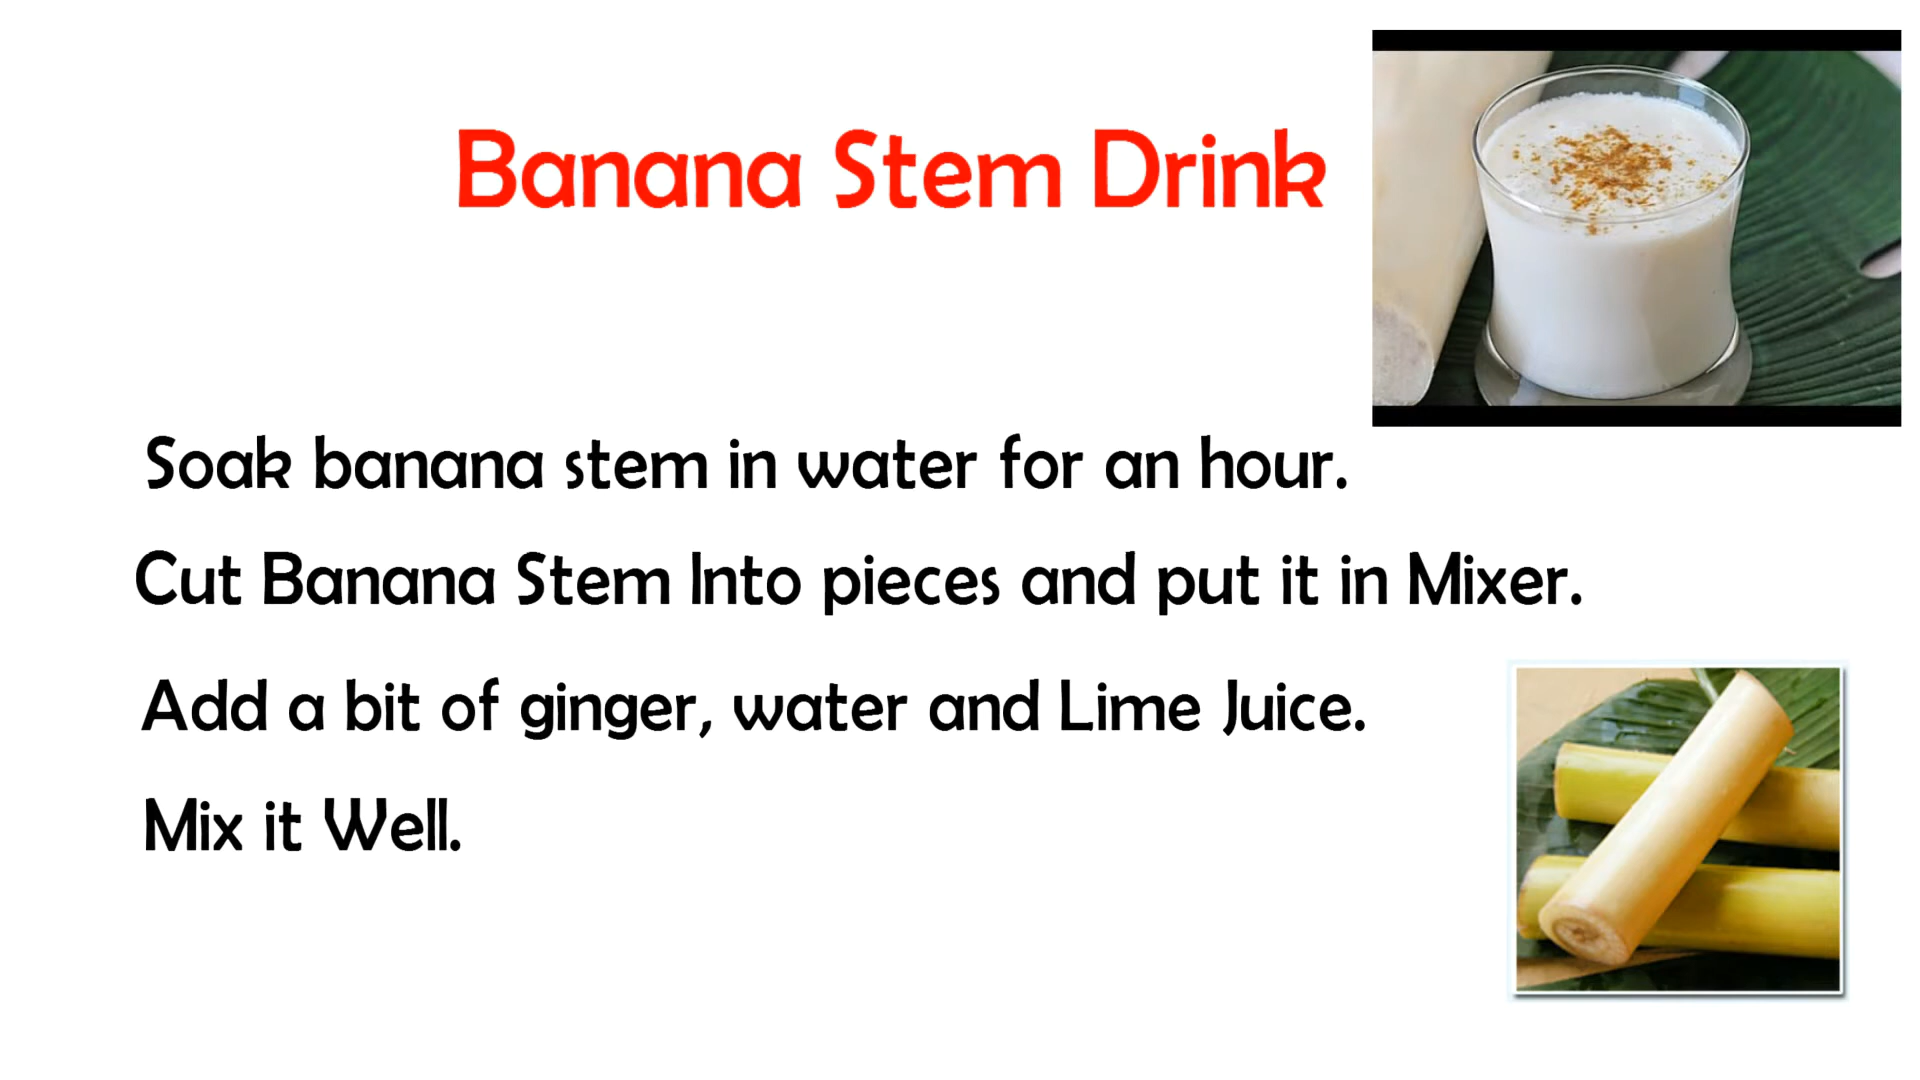 Banana Stem Drink
Soak banana stem in water for an hour.
Cut Banana Stem Into pieces and put it in Mixer.
Add a bit of ginger, water and Lime Juice.
Mix it Well.